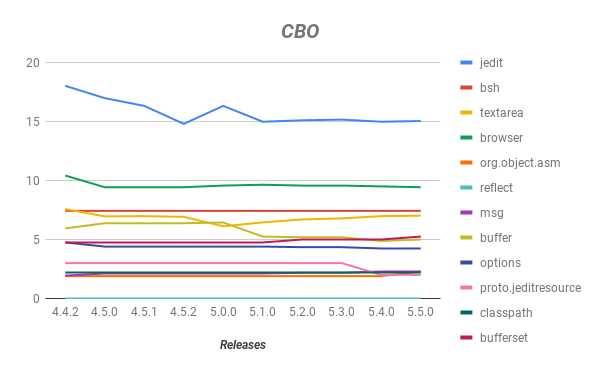 CBO
20
15
10
5
0
4.4.2 4.5.0 4.5.1 4.5.2 5.0.0 5.1.0 5.2.0 5.3.0 5.4.0 5.5.0
Releases
jedit
bsh
textarea
browser
org.object.asm
reflect
msg
buffer
options
proto.jeditresource
classpath
bufferset